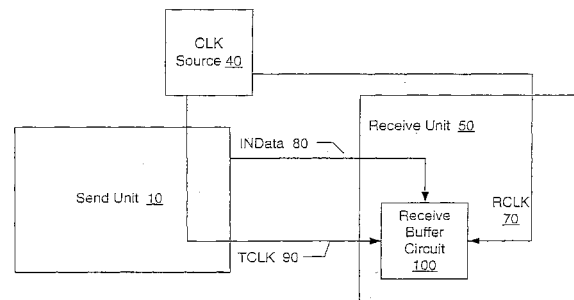 CLK
Source 40
INData 80
Receive Unit 50
Send Unit 10
RCLK
70
Receive
Buffer
Circuit
100
TCLK 90